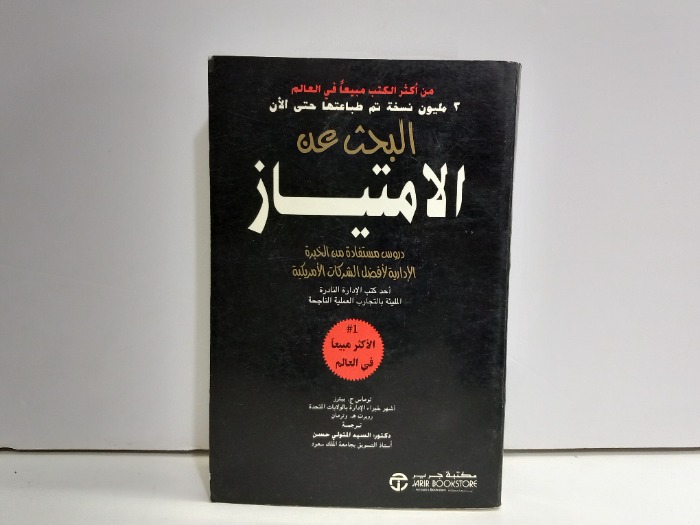 من أكثر الكتب مبيعاً في العالم
٣ مليون نسخة تم طباعتها حتى الأن
البحث عن
الامتياز
دروس مستفادة من الخبرة
الإدارية لأفضل الشركات الأمريكية
أحد كتب الإدارة النادرة
المليئة بالتجارب العملية الناجحة
#1
الأكثر مبيعاً
في العالم
توماس ج. بيترز
أشهر خبراء الإدارة بالولايات المتحدة
روبرت هـ. وترمان
ترجمة
دكتور: السيد المتولي حسن
أستاذ التسويق بجامعة الملك سعود
مكتبة جرير
JARIR BOOKSTORE